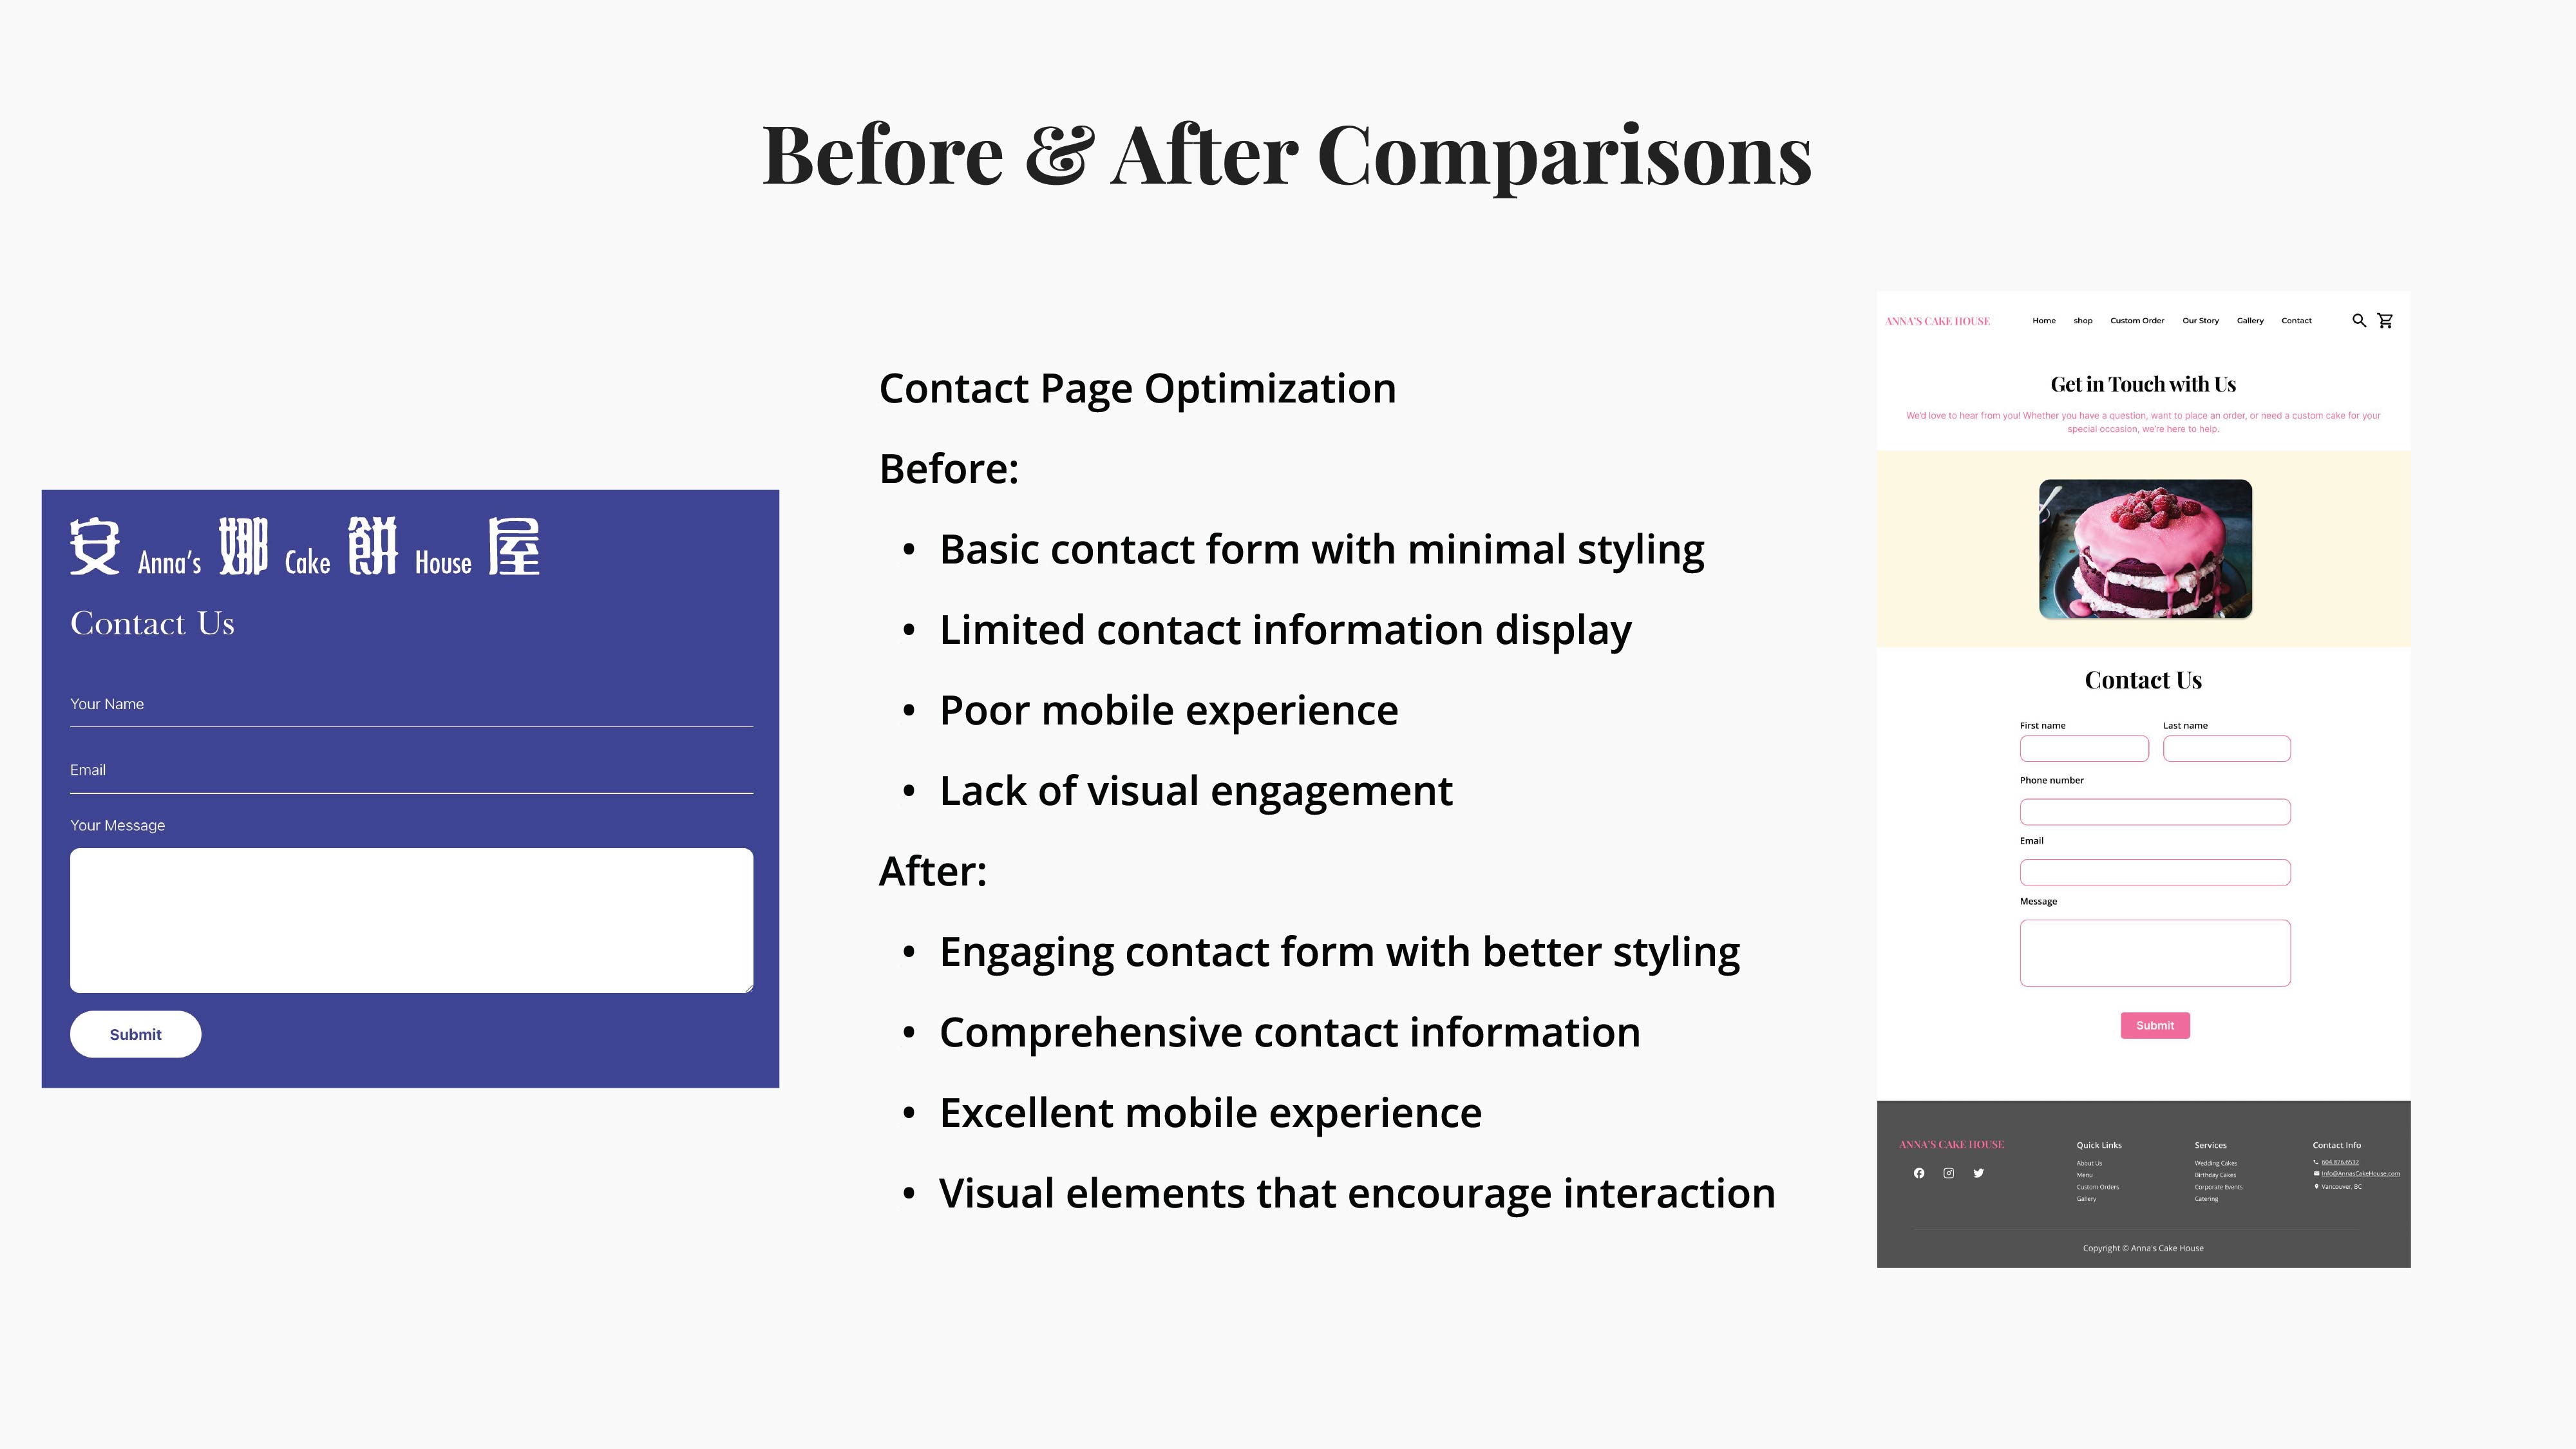 Before & After Comparisons
安 Anna's 娜 Cake 餅 House 屋
Contact Us
Your Name
Email
Your Message
Submit
Contact Page Optimization
Before:
• Basic contact form with minimal styling
• Limited contact information display
• Poor mobile experience
• Lack of visual engagement
After:
• Engaging contact form with better styling
• Comprehensive contact information
• Excellent mobile experience
• Visual elements that encourage interaction
ANNA'S CAKE HOUSE
Home shop Custom Order Our Story Gallery Contact
Get in Touch with Us
We'd love to hear from you! Whether you have a question, want to place an order, or need a custom cake for your
special occasion, we're here to help.
Contact Us
First name Last name
Phone number
Email
Message
Submit
ANNA'S CAKE HOUSE
Quick Links
About Us
Menu
Custom Orders
Gallery
Services
Wedding Cakes
Birthday Cakes
Corporate Events
Catering
Contact Info
604.876.6532
Info@AnnasCakeHouse.com
Vancouver, BC
Copyright © Anna's Cake House